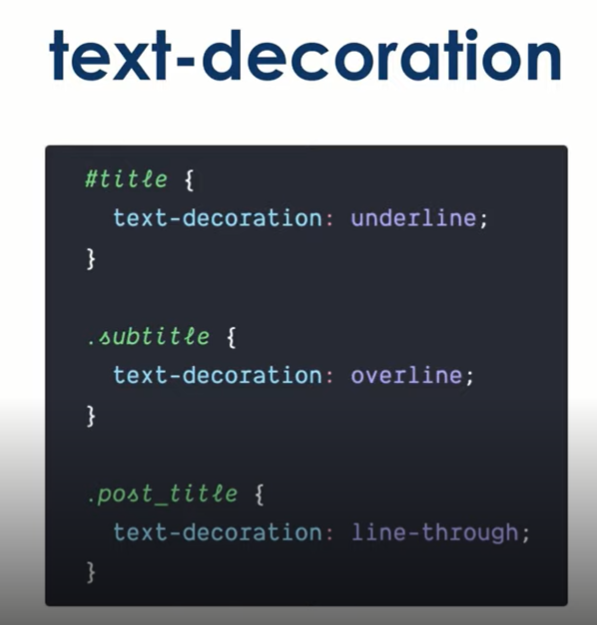 text-decoration
#title {
  text-decoration: underline;
}
.subtitle {
  text-decoration: overline;
}
.post_title {
  text-decoration: line-through;
}